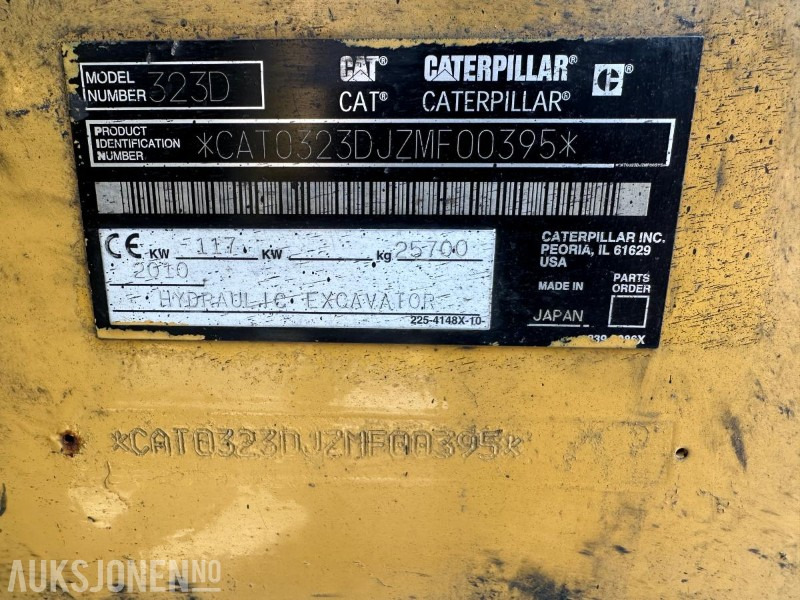 MODEL NUMBER 323D
CAT® CATERPILLAR® C®
CAT® CATERPILLAR®
PRODUCT IDENTIFICATION NUMBER *CAT0323DJZMF00395*
CE KW 117 KW kg 25700
2010
HYDRAULIC EXCAVATOR
225-4148X-10
CATERPILLAR INC.
PEORIA, IL 61629
USA
MADE IN
JAPAN
PARTS ORDER
*CAT0323DJZMF00395*
AUKSJONEN.NO